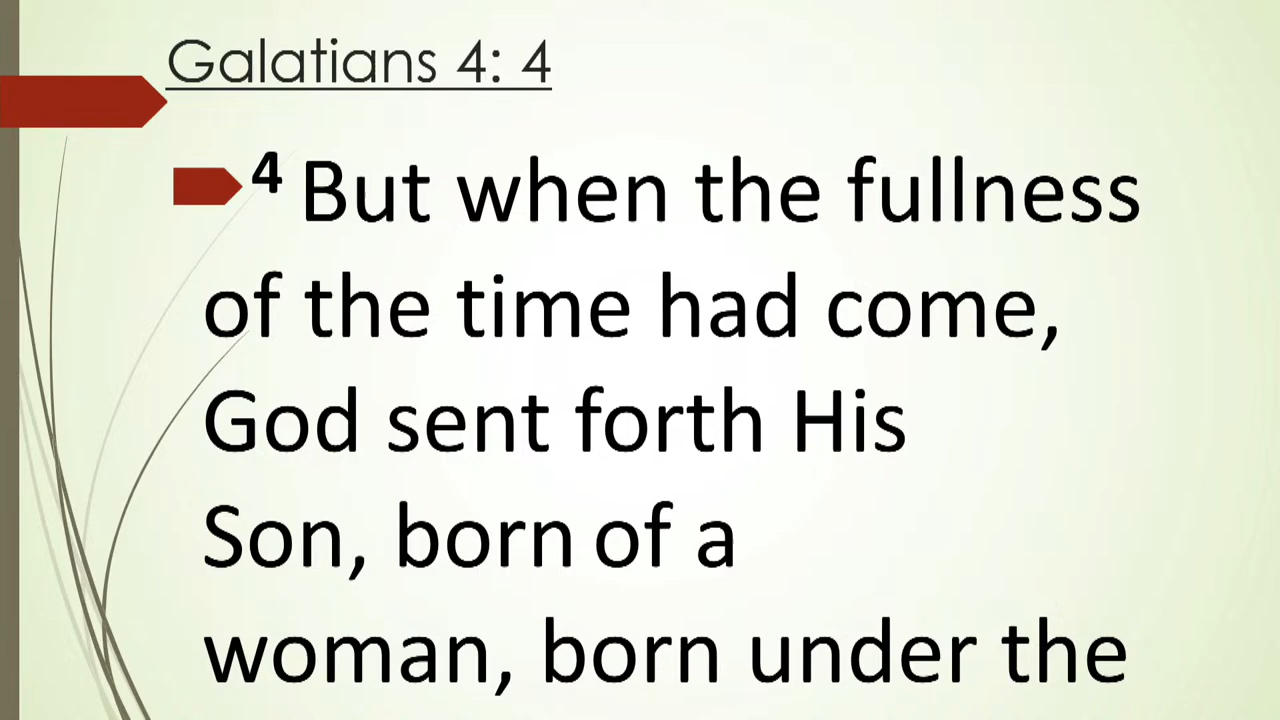 Galatians 4: 4
4 But when the fullness
of the time had come,
God sent forth His
Son, born of a
woman, born under the